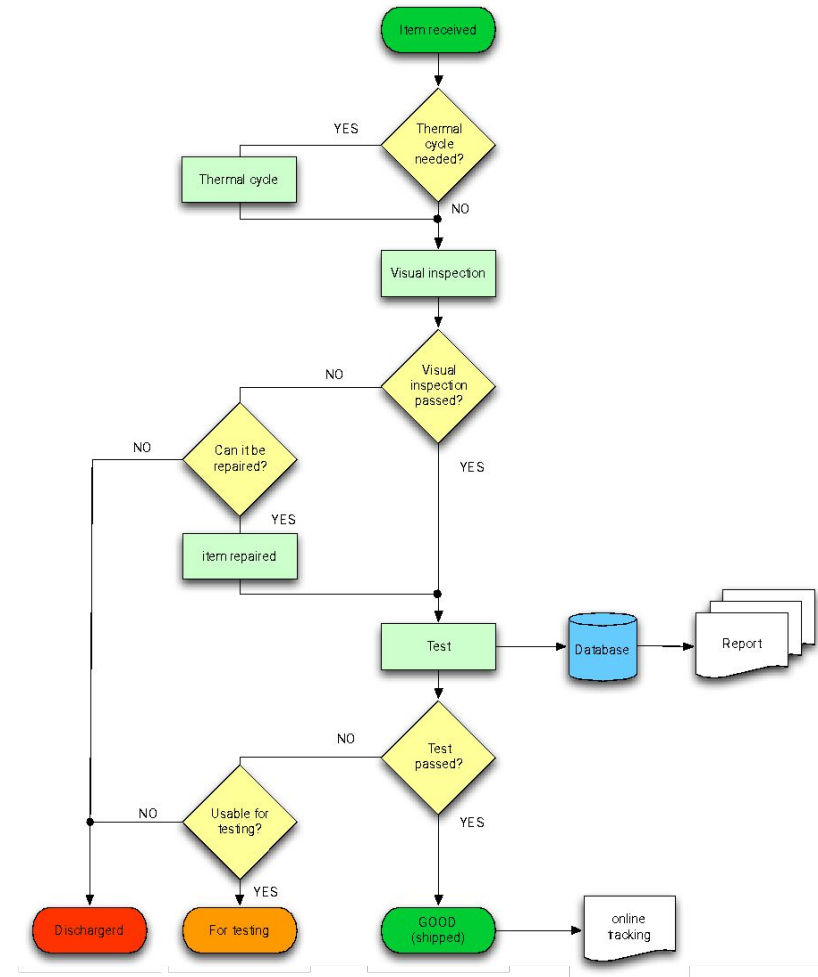 Item received
YES
Thermal
cycle
needed?
Thermal cycle
NO
Visual inspection
NO
Visual
inspection
passed?
NO
Can it be
repaired?
YES
YES
item repaired
Test
Database
Report
NO
Test
passed?
NO
Usable for
testing?
YES
YES
Dischargerd
For testing
GOOD
(shipped)
online
tracking